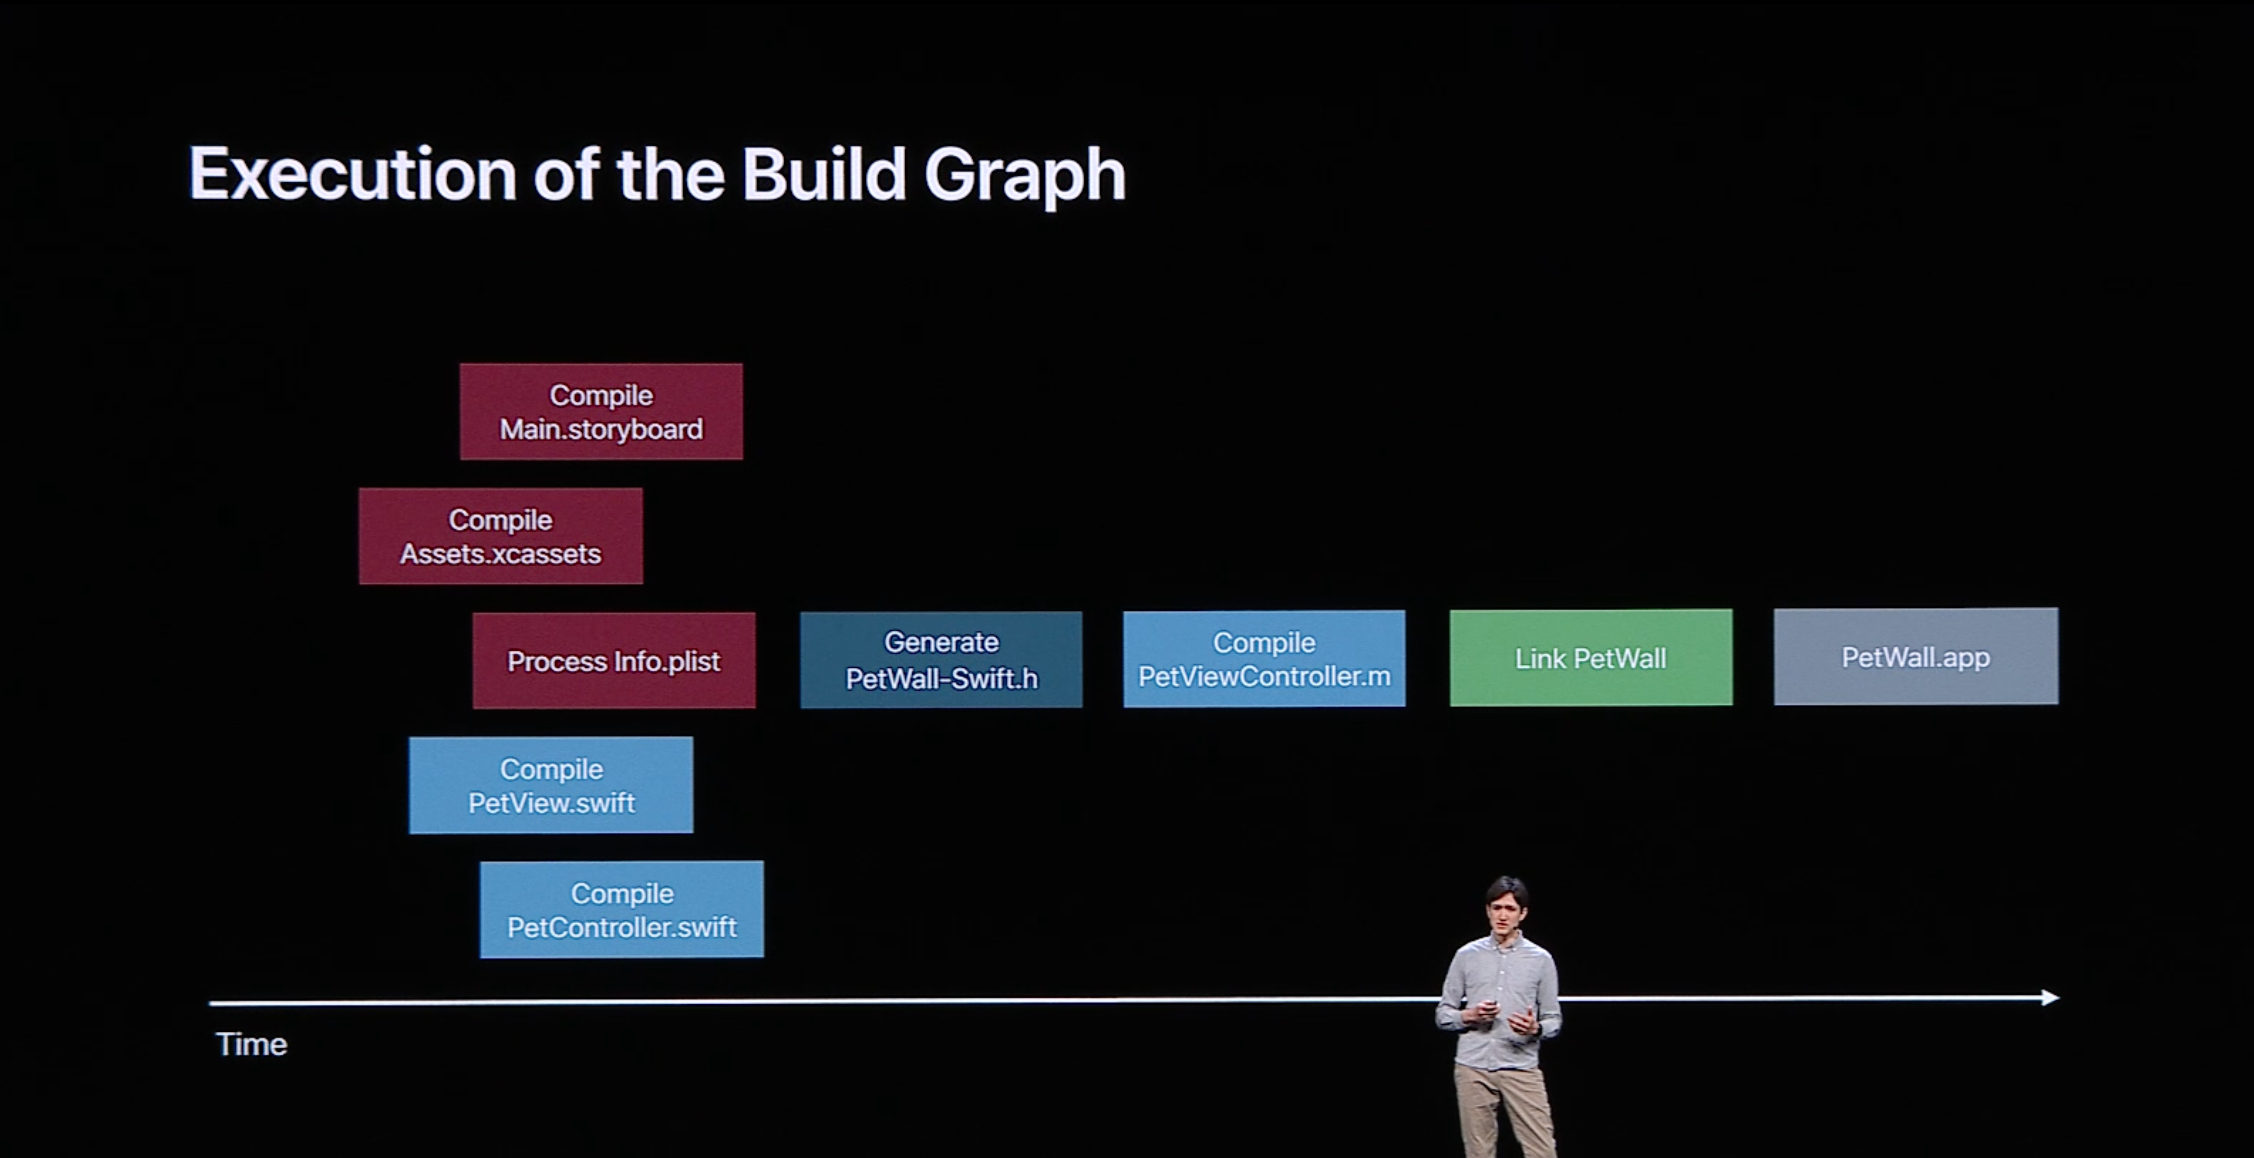 Execution of the Build Graph
Compile
Main.storyboard
Compile
Assets.xcassets
Process Info.plist
Generate
PetWall-Swift.h
Compile
PetViewController.m
Link PetWall
PetWall.app
Compile
PetView.swift
Compile
PetController.swift
Time